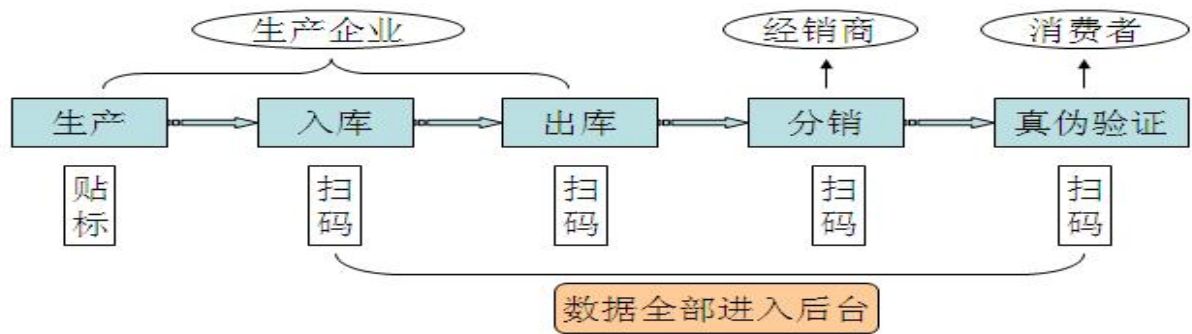 生产企业
经销商
消费者
生产
入库
出库
分销
真伪验证
贴标
扫码
扫码
扫码
扫码
数据全部进入后台